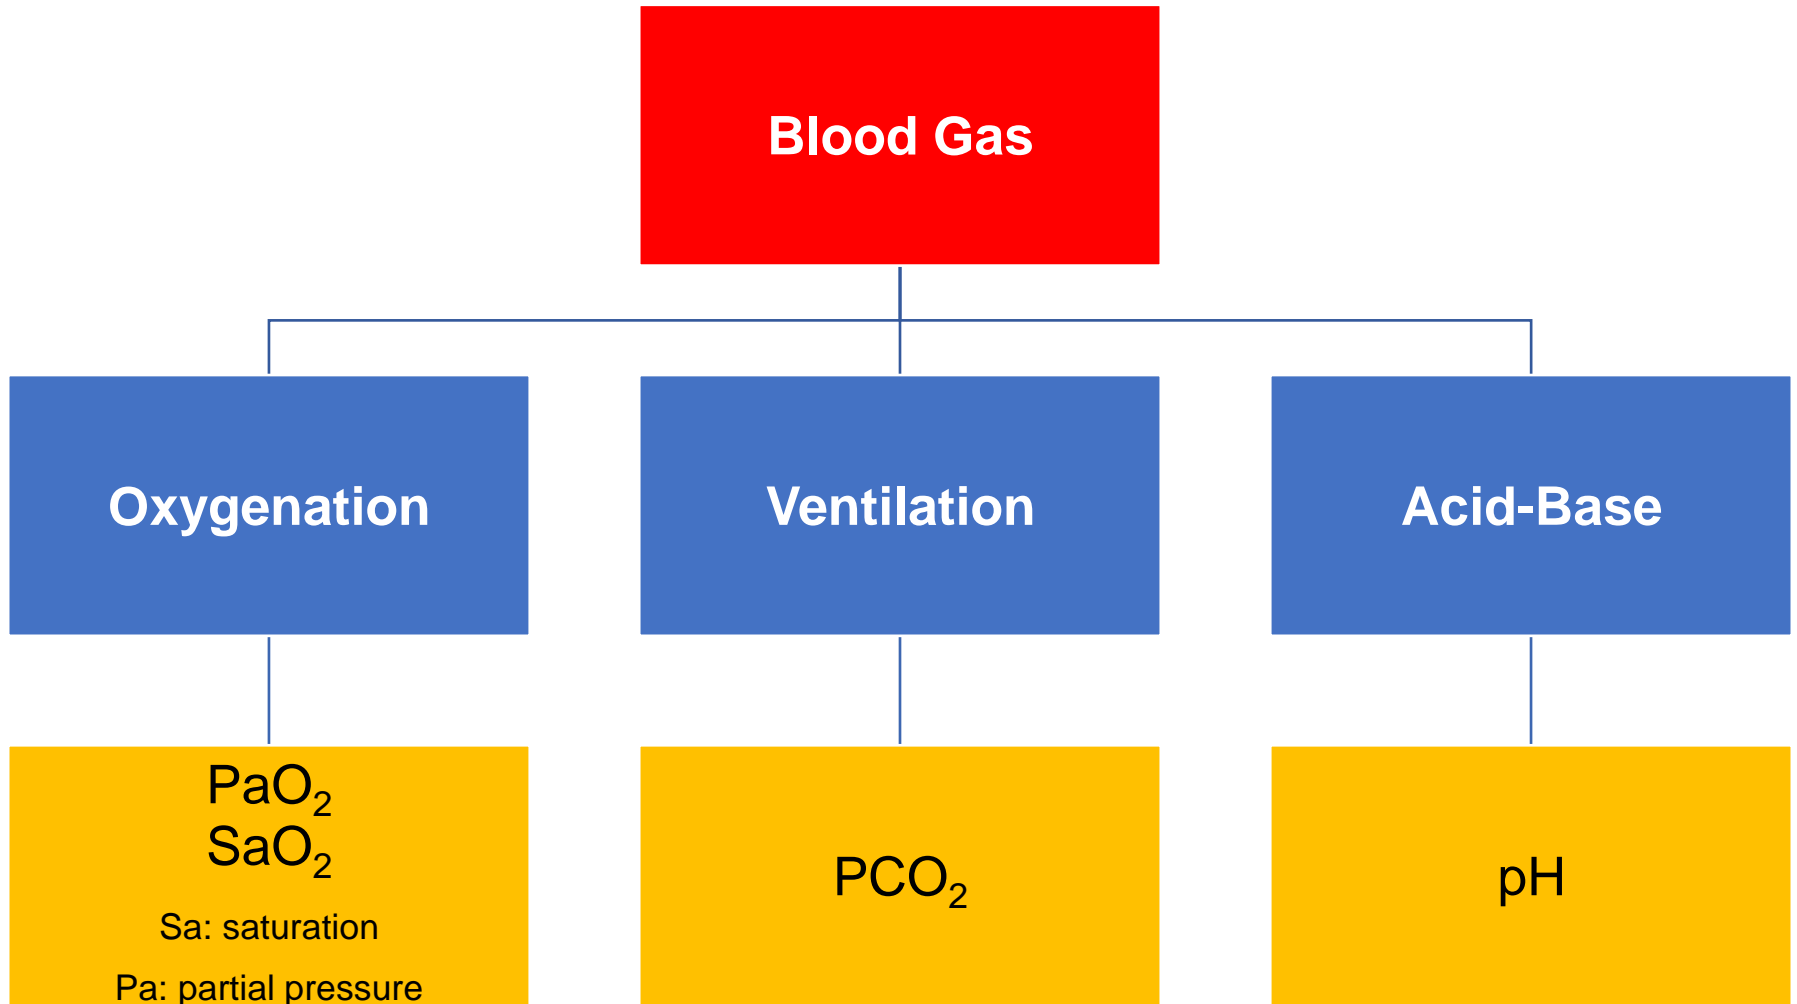 Blood Gas
Oxygenation
Ventilation
Acid-Base
PaO₂
SaO₂
Sa: saturation
Pa: partial pressure
PCO₂
pH